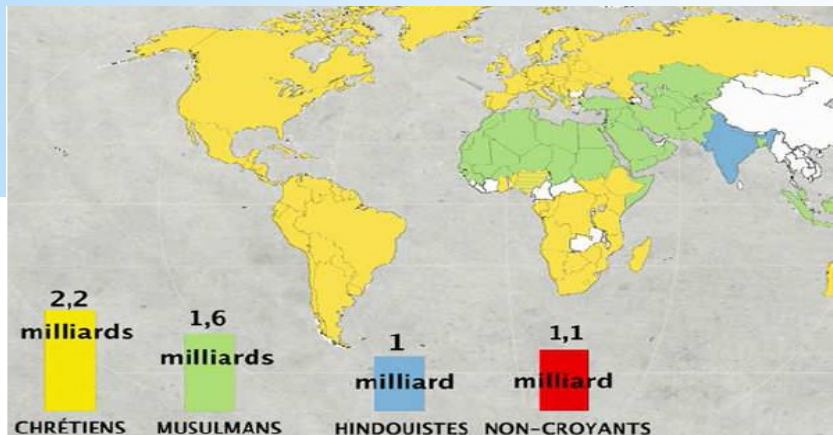 2,2
milliards
CHRÉTIENS
1,6
milliards
MUSULMANS
1
milliard
HINDOUISTES
1,1
milliard
NON-CROYANTS